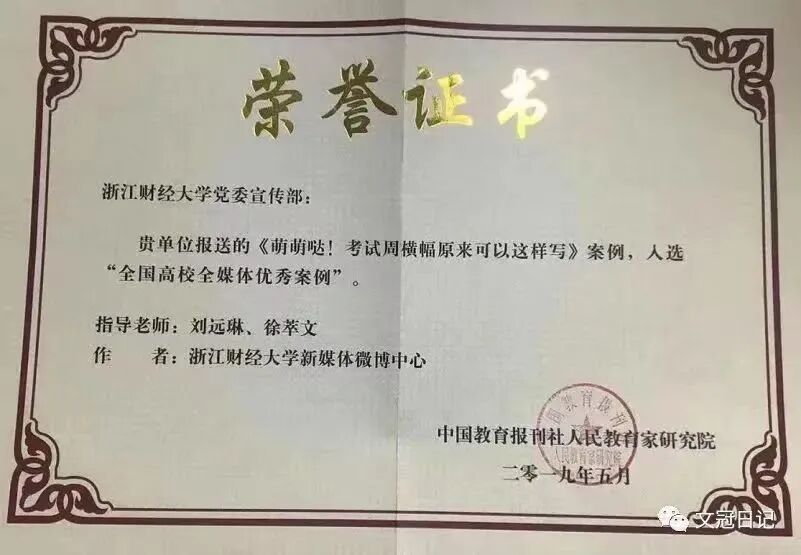 荣誉证书
浙江财经大学党委宣传部：
贵单位报送的《萌萌哒！考试周横幅原来可以这样写》案例，入选
“全国高校全媒体优秀案例”。
指导老师：刘远琳、徐萃文
作　　者：浙江财经大学新媒体微博中心
中国教育报刊社人民教育家研究院
二零一九年五月
文冠日记